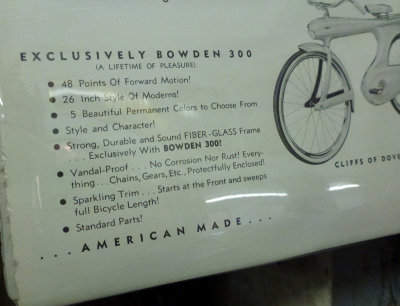 EXCLUSIVELY BOWDEN 300
(A LIFETIME OF PLEASURE)
● 48 Points Of Forward Motion!
● 26 Inch Style Of Moderns!
● 5 Beautiful Permanent Colors to Choose From
● Style and Character!
● Strong, Durable and Sound FIBER-GLASS Frame
. . . Exclusively With BOWDEN 300!
● Vandal-Proof . . . No Corrosion Nor Rust! Every-
thing . . . Chains, Gears, Etc., Protectfully Enclosed!
● Sparkling Trim . . . Starts at the Front and sweeps
full Bicycle Length!
● Standard Parts!
. . . AMERICAN MADE . . .
CLIFFS OF DOVE